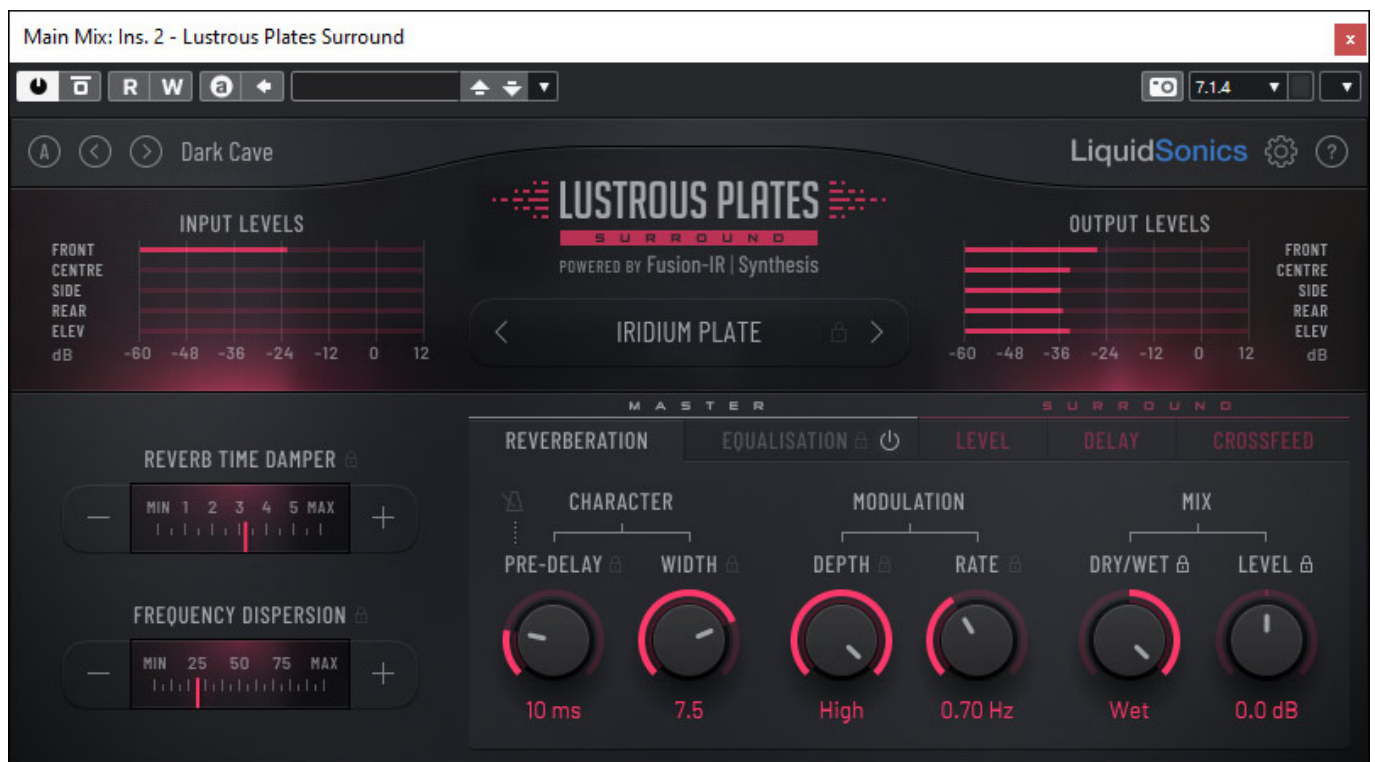 Main Mix: Ins. 2 - Lustrous Plates Surround
x
R W a 7.1.4
A Dark Cave
LiquidSonics ?
LUSTROUS PLATES
SURROUND
POWERED BY Fusion-IR | Synthesis
INPUT LEVELS
FRONT
CENTRE
SIDE
REAR
ELEV
dB -60 -48 -36 -24 -12 0 12
IRIDIUM PLATE
OUTPUT LEVELS
FRONT
CENTRE
SIDE
REAR
ELEV
-60 -48 -36 -24 -12 0 12 dB
REVERB TIME DAMPER
MIN 1 2 3 4 5 MAX
FREQUENCY DISPERSION
MIN 25 50 75 MAX
MASTER SURROUND
REVERBERATION EQUALISATION LEVEL DELAY CROSSFEED
CHARACTER MODULATION MIX
PRE-DELAY WIDTH DEPTH RATE DRY/WET LEVEL
10 ms 7.5 High 0.70 Hz Wet 0.0 dB